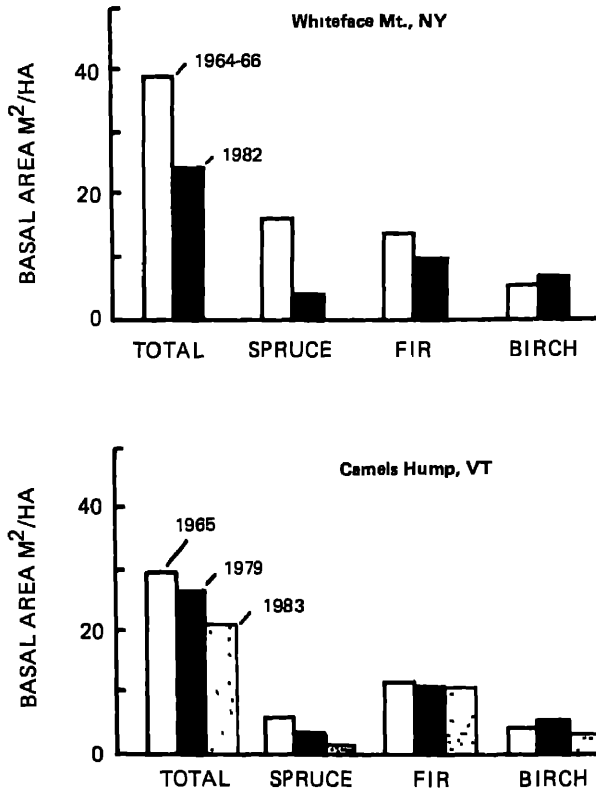 Whiteface Mt., NY
BASAL AREA M²/HA
40
20
0
1964-66
1982
TOTAL SPRUCE FIR BIRCH
Camels Hump, VT
BASAL AREA M²/HA
40
20
0
1965
1979
1983
TOTAL SPRUCE FIR BIRCH